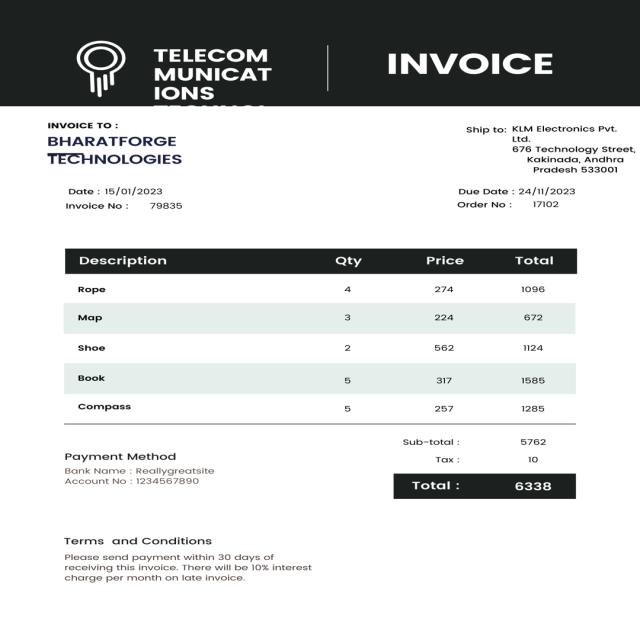 TELECOM
MUNICAT
IONS
INVOICE
INVOICE TO :
BHARATFORGE
TECHNOLOGIES
Ship to: KLM Electronics Pvt.
Ltd.
676 Technology Street,
Kakinada, Andhra
Pradesh 533001
Date : 15/01/2023
Invoice No : 79835
Due Date : 24/11/2023
Order No : 17102
Description Qty Price Total
Rope 4 274 1096
Map 3 224 672
Shoe 2 562 1124
Book 5 317 1585
Compass 5 257 1285
Sub-total : 5762
Tax : 10
Total : 6338
Payment Method
Bank Name : Reallygreatsite
Account No : 1234567890
Terms and Conditions
Please send payment within 30 days of
receiving this invoice. There will be 10% interest
charge per month on late invoice.